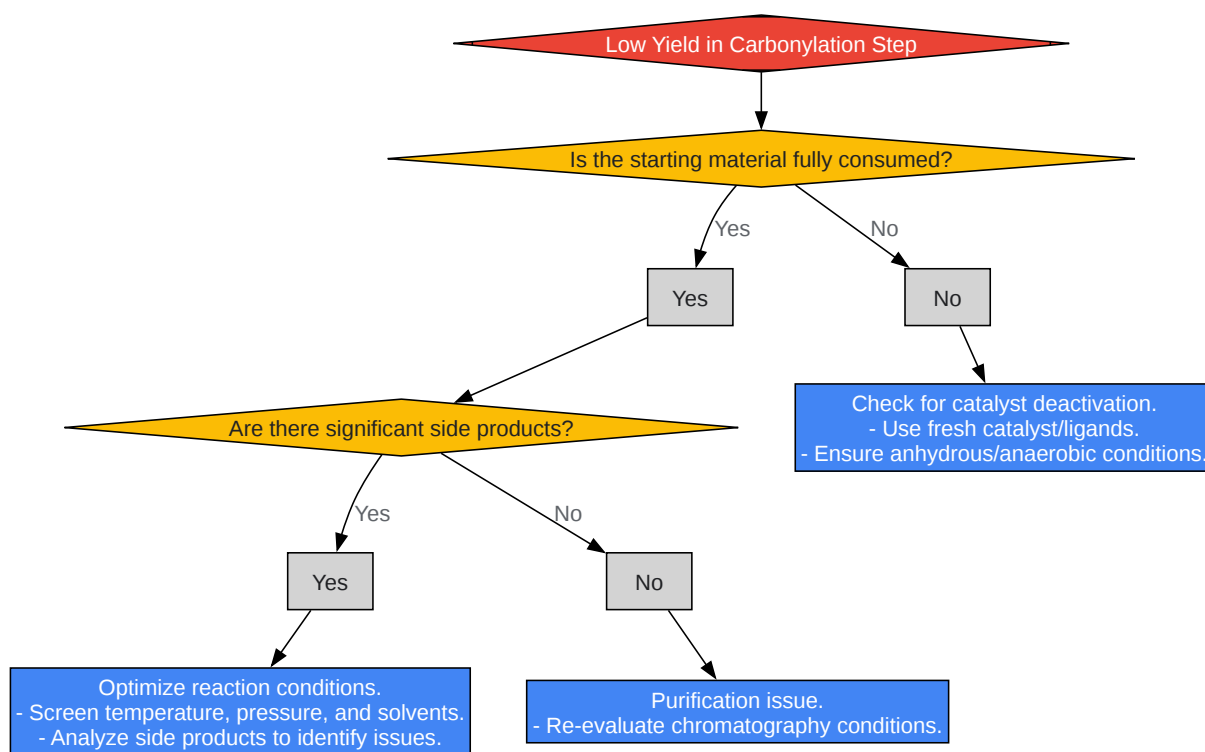 Low Yield in Carbonylation Step
Is the starting material fully consumed?
Yes
No
Yes
No
Check for catalyst deactivation.
- Use fresh catalyst/ligands.
- Ensure anhydrous/anaerobic conditions.
Are there significant side products?
Yes
No
Yes
No
Optimize reaction conditions.
- Screen temperature, pressure, and solvents.
- Analyze side products to identify issues.
Purification issue.
- Re-evaluate chromatography conditions.